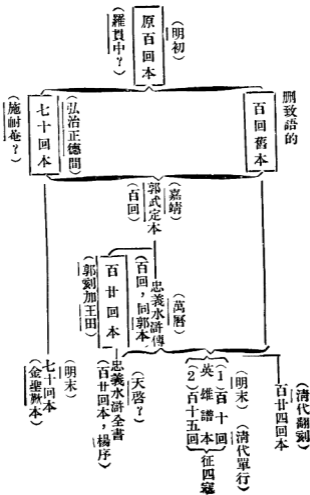 (明初)
原百回本
(羅貫中?)
刪致語的
百回舊本
(弘治正德間)
七十回本
(施耐菴?)
(嘉靖)
郭武定本
(百回)
(萬曆)
忠義水滸傳
(百回,同郭本)
百廿回本
(郭刻加王田)
(清代翻刻)
百廿四回本
(明末) (清代單行)
(1)百十回
英雄譜本 征四寇
(2)百十五回
(天啓?)
忠義水滸全書
(百廿回本,楊序)
(明末)
七十回本
(金聖歎本)